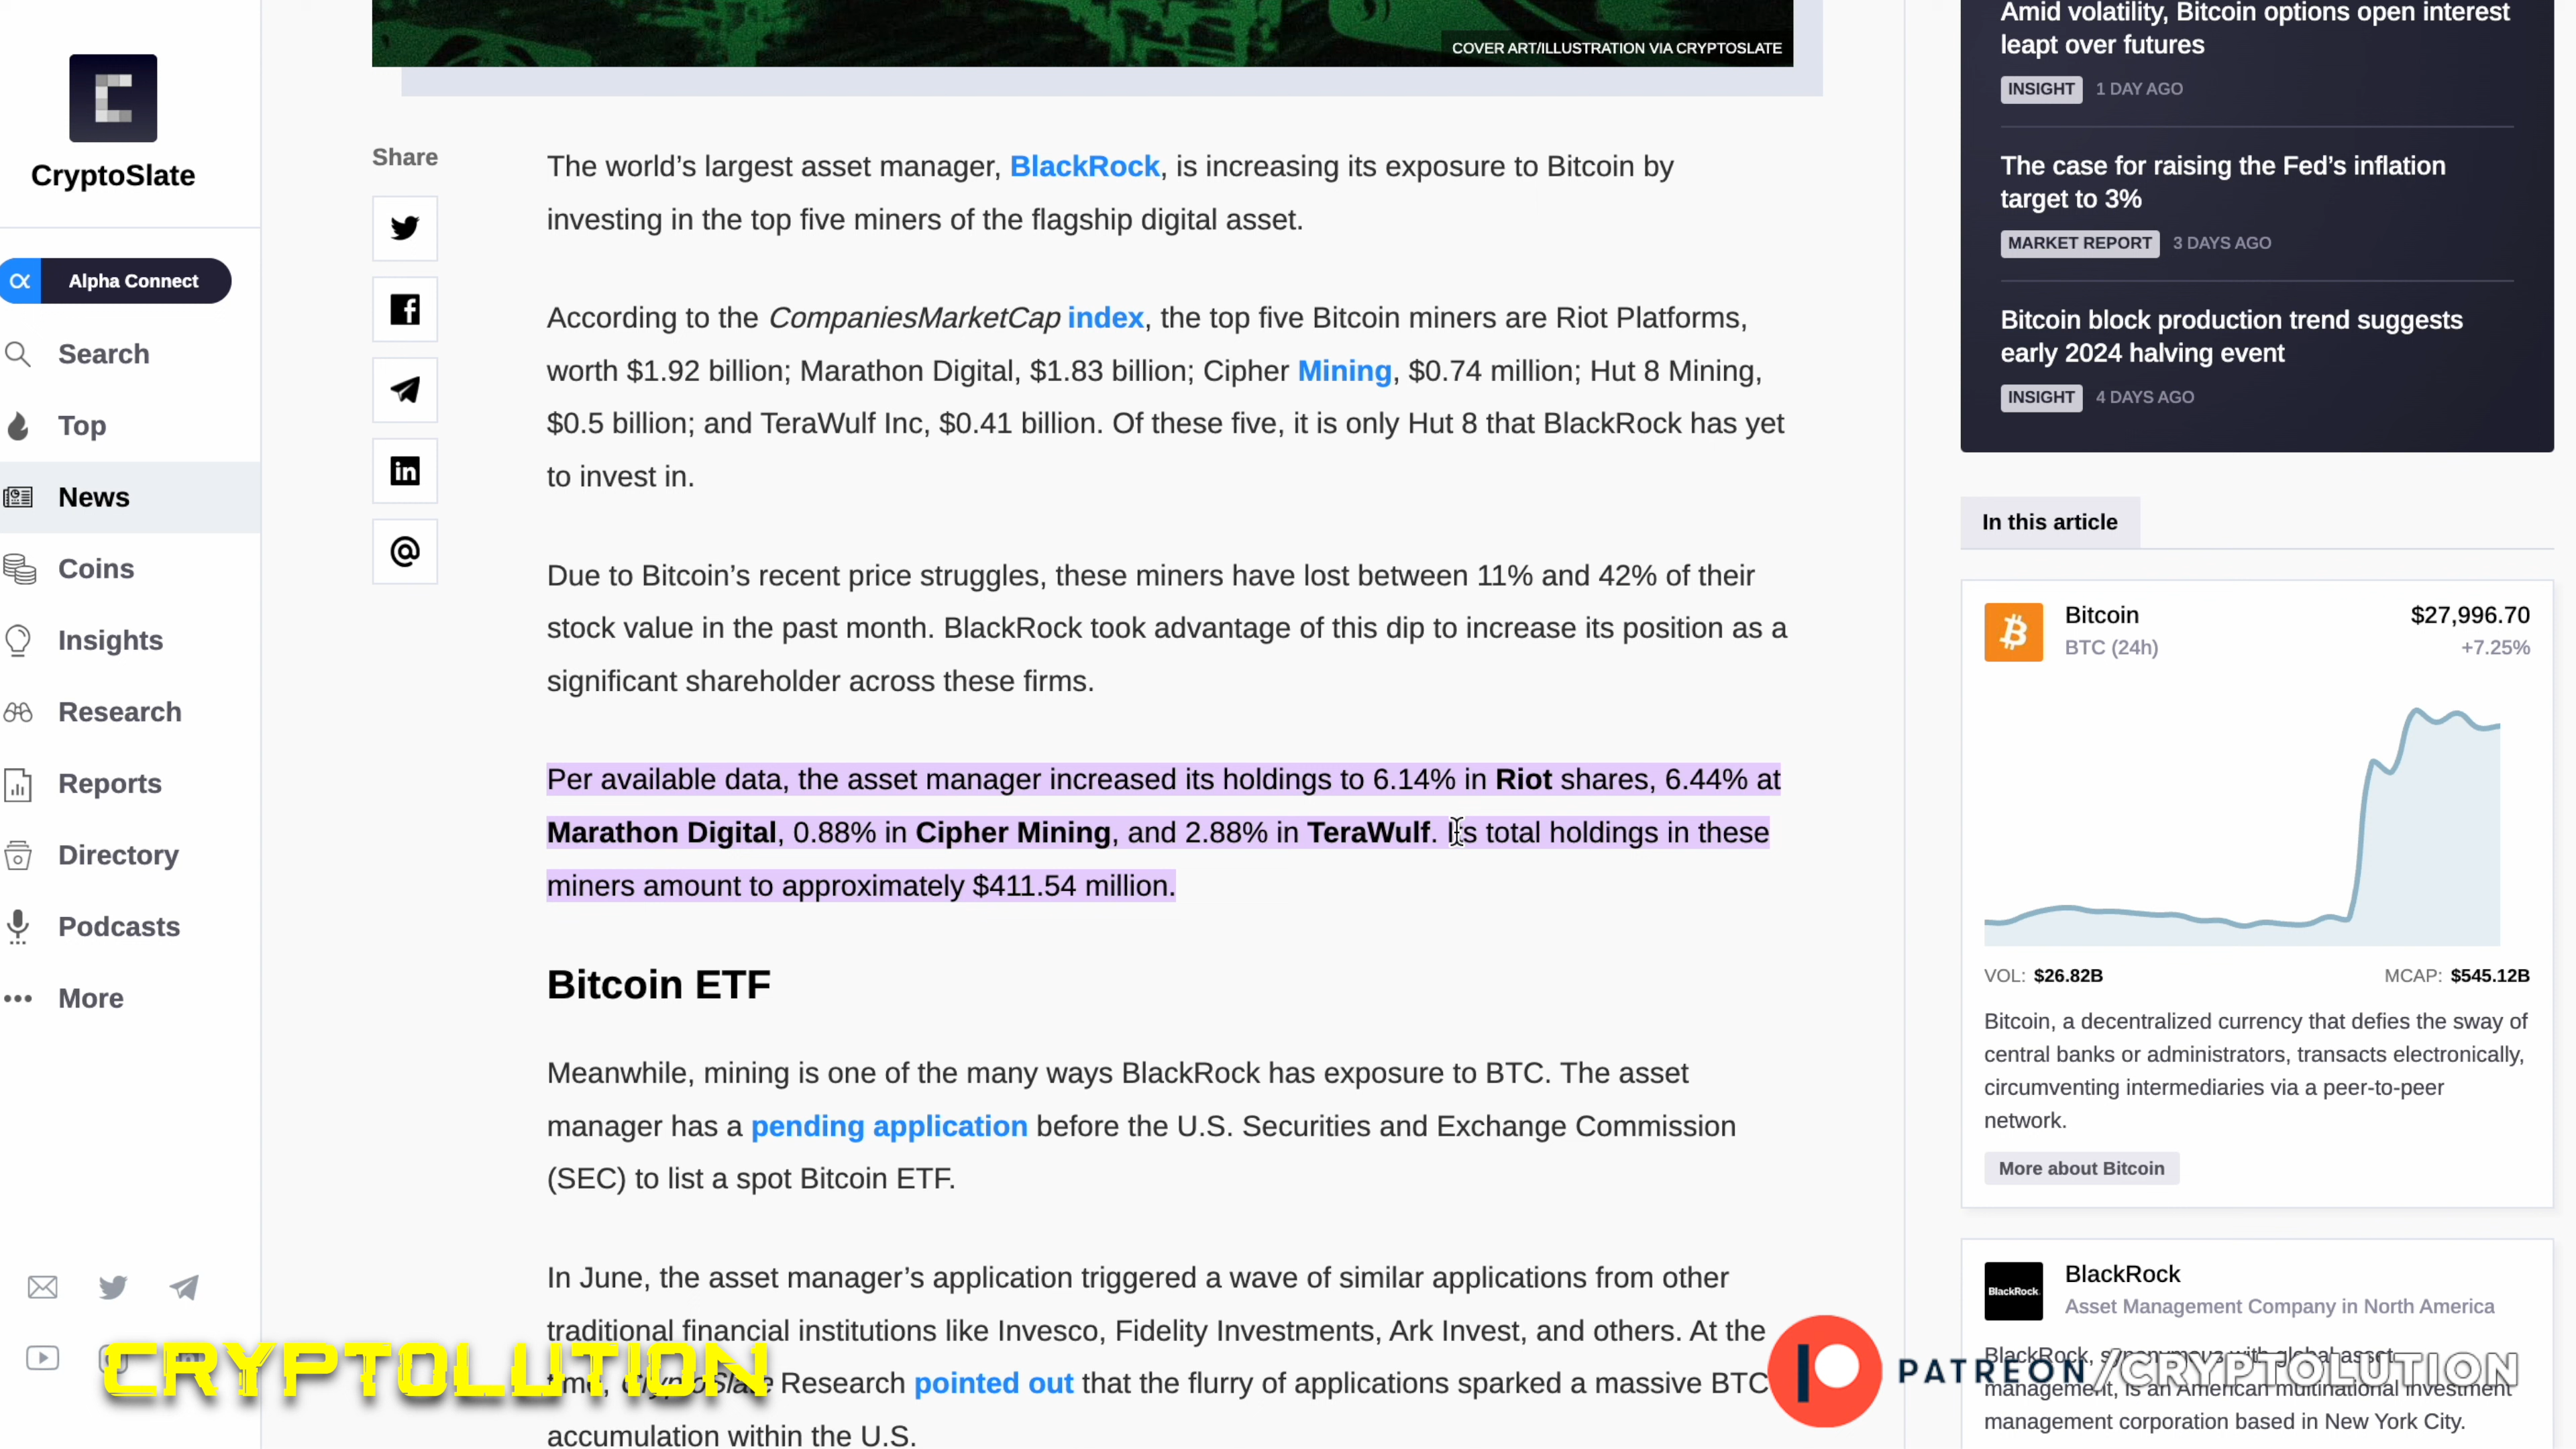 CryptoSlate
Alpha Connect
Search
Top
News
Coins
Insights
Research
Reports
Directory
Podcasts
More
COVER ART/ILLUSTRATION VIA CRYPTOSLATE
Share
The world’s largest asset manager, BlackRock, is increasing its exposure to Bitcoin by
investing in the top five miners of the flagship digital asset.
According to the CompaniesMarketCap index, the top five Bitcoin miners are Riot Platforms,
worth $1.92 billion; Marathon Digital, $1.83 billion; Cipher Mining, $0.74 million; Hut 8 Mining,
$0.5 billion; and TeraWulf Inc, $0.41 billion. Of these five, it is only Hut 8 that BlackRock has yet
to invest in.
Due to Bitcoin’s recent price struggles, these miners have lost between 11% and 42% of their
stock value in the past month. BlackRock took advantage of this dip to increase its position as a
significant shareholder across these firms.
Per available data, the asset manager increased its holdings to 6.14% in Riot shares, 6.44% at
Marathon Digital, 0.88% in Cipher Mining, and 2.88% in TeraWulf. Its total holdings in these
miners amount to approximately $411.54 million.
Bitcoin ETF
Meanwhile, mining is one of the many ways BlackRock has exposure to BTC. The asset
manager has a pending application before the U.S. Securities and Exchange Commission
(SEC) to list a spot Bitcoin ETF.
In June, the asset manager’s application triggered a wave of similar applications from other
traditional financial institutions like Invesco, Fidelity Investments, Ark Invest, and others. At the
time, CryptoSlate Research pointed out that the flurry of applications sparked a massive BTC
accumulation within the U.S.
Amid volatility, Bitcoin options open interest
leapt over futures
INSIGHT 1 DAY AGO
The case for raising the Fed’s inflation
target to 3%
MARKET REPORT 3 DAYS AGO
Bitcoin block production trend suggests
early 2024 halving event
INSIGHT 4 DAYS AGO
In this article
Bitcoin $27,996.70
BTC (24h) +7.25%
VOL: $26.82B MCAP: $545.12B
Bitcoin, a decentralized currency that defies the sway of
central banks or administrators, transacts electronically,
circumventing intermediaries via a peer-to-peer
network.
More about Bitcoin
BlackRock
BlackRock
Asset Management Company in North America
BlackRock, synonymous with global asset
management, is an American multinational investment
management corporation based in New York City.
CRYPTOLUTION
PATREON/CRYPTOLUTION